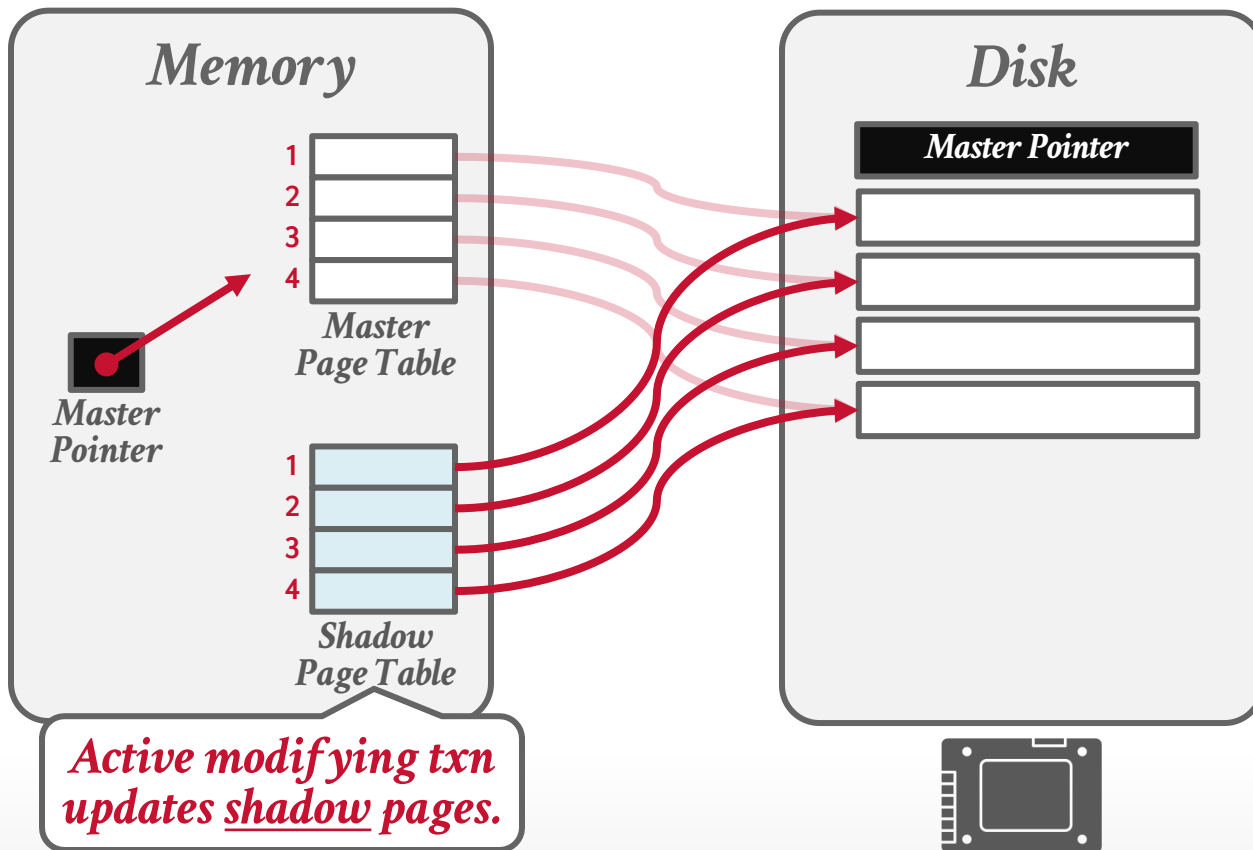 Memory
1
2
3
4
Master
Page Table
Master
Pointer
1
2
3
4
Shadow
Page Table
Active modifying txn
updates shadow pages.
Disk
Master Pointer